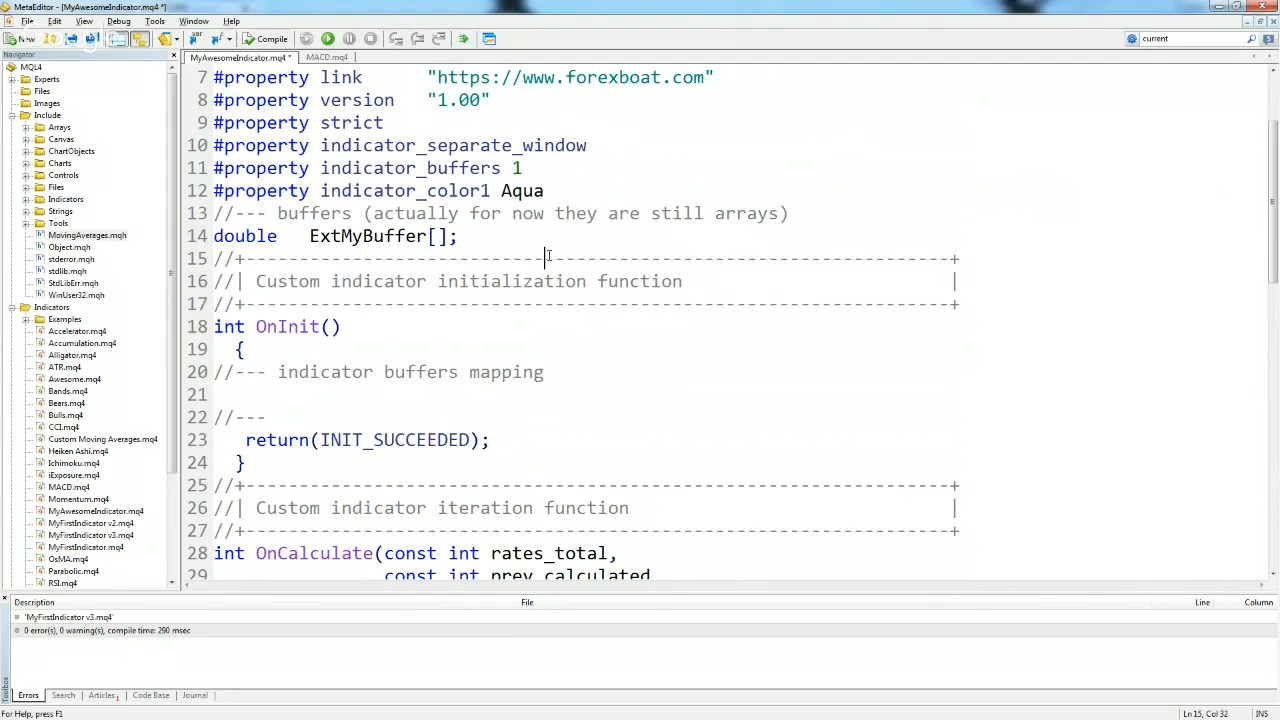 MetaEditor - [MyAwesomeIndicator.mq4 *]
File Edit View Debug Tools Window Help
New Compile current
Navigator
MyAwesomeIndicator.mq4 * MACD.mq4
MQL4
Experts
Files
Images
Include
Arrays
Canvas
ChartObjects
Charts
Controls
Files
Indicators
Strings
Tools
MovingAverages.mqh
Object.mqh
stderror.mqh
stdlib.mqh
StdLibErr.mqh
WinUser32.mqh
Indicators
Examples
Accelerator.mq4
Accumulation.mq4
Alligator.mq4
ATR.mq4
Awesome.mq4
Bands.mq4
Bears.mq4
Bulls.mq4
CCI.mq4
Custom Moving Averages.mq4
Heiken Ashi.mq4
Ichimoku.mq4
iExposure.mq4
MACD.mq4
Momentum.mq4
MyAwesomeIndicator.mq4
MyFirstIndicator v2.mq4
MyFirstIndicator v3.mq4
MyFirstIndicator.mq4
OsMA.mq4
Parabolic.mq4
RSI.mq4
7 #property link "https://www.forexboat.com"
8 #property version "1.00"
9 #property strict
10 #property indicator_separate_window
11 #property indicator_buffers 1
12 #property indicator_color1 Aqua
13 //--- buffers (actually for now they are still arrays)
14 double ExtMyBuffer[];
15 //+------------------------------------------------------------------+
16 //| Custom indicator initialization function |
17 //+------------------------------------------------------------------+
18 int OnInit()
19 {
20 //--- indicator buffers mapping
21
22 //---
23 return(INIT_SUCCEEDED);
24 }
25 //+------------------------------------------------------------------+
26 //| Custom indicator iteration function |
27 //+------------------------------------------------------------------+
28 int OnCalculate(const int rates_total,
29 const int prev_calculated
Description File Line Column
'MyFirstIndicator v3.mq4'
0 error(s), 0 warning(s), compile time: 290 msec
Toolbox
Errors Search Articles 1 Code Base Journal
For Help, press F1 Ln 15, Col 32 INS